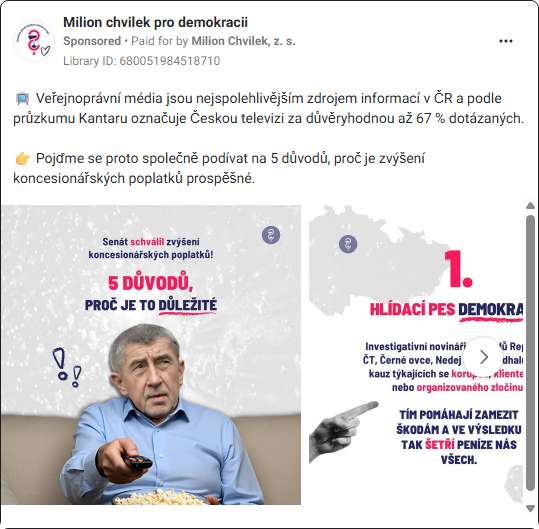 Milion chvilek pro demokracii
Sponsored • Paid for by Milion Chvilek, z. s.
Library ID: 680051984518710
Veřejnoprávní média jsou nejspolehlivějším zdrojem informací v ČR a podle
průzkumu Kantaru označuje Českou televizi za důvěryhodnou až 67 % dotázaných.
Pojďme se proto společně podívat na 5 důvodů, proč je zvýšení
koncesionářských poplatků prospěšné.
Senát schválil zvýšení
koncesionářských poplatků!
5 DŮVODŮ,
PROČ JE TO DŮLEŽITÉ
1.
HLÍDACÍ PES DEMOKRA
Investigativní novináři
ČT, Černé ovce, Nedej
kauz týkajících se
nebo organizovaného zločinu
TÍM POMÁHAJÍ ZAMEZIT
ŠKODÁM A VE VÝSLEDKU
TAK ŠETŘÍ PENÍZE NÁS
VŠECH.